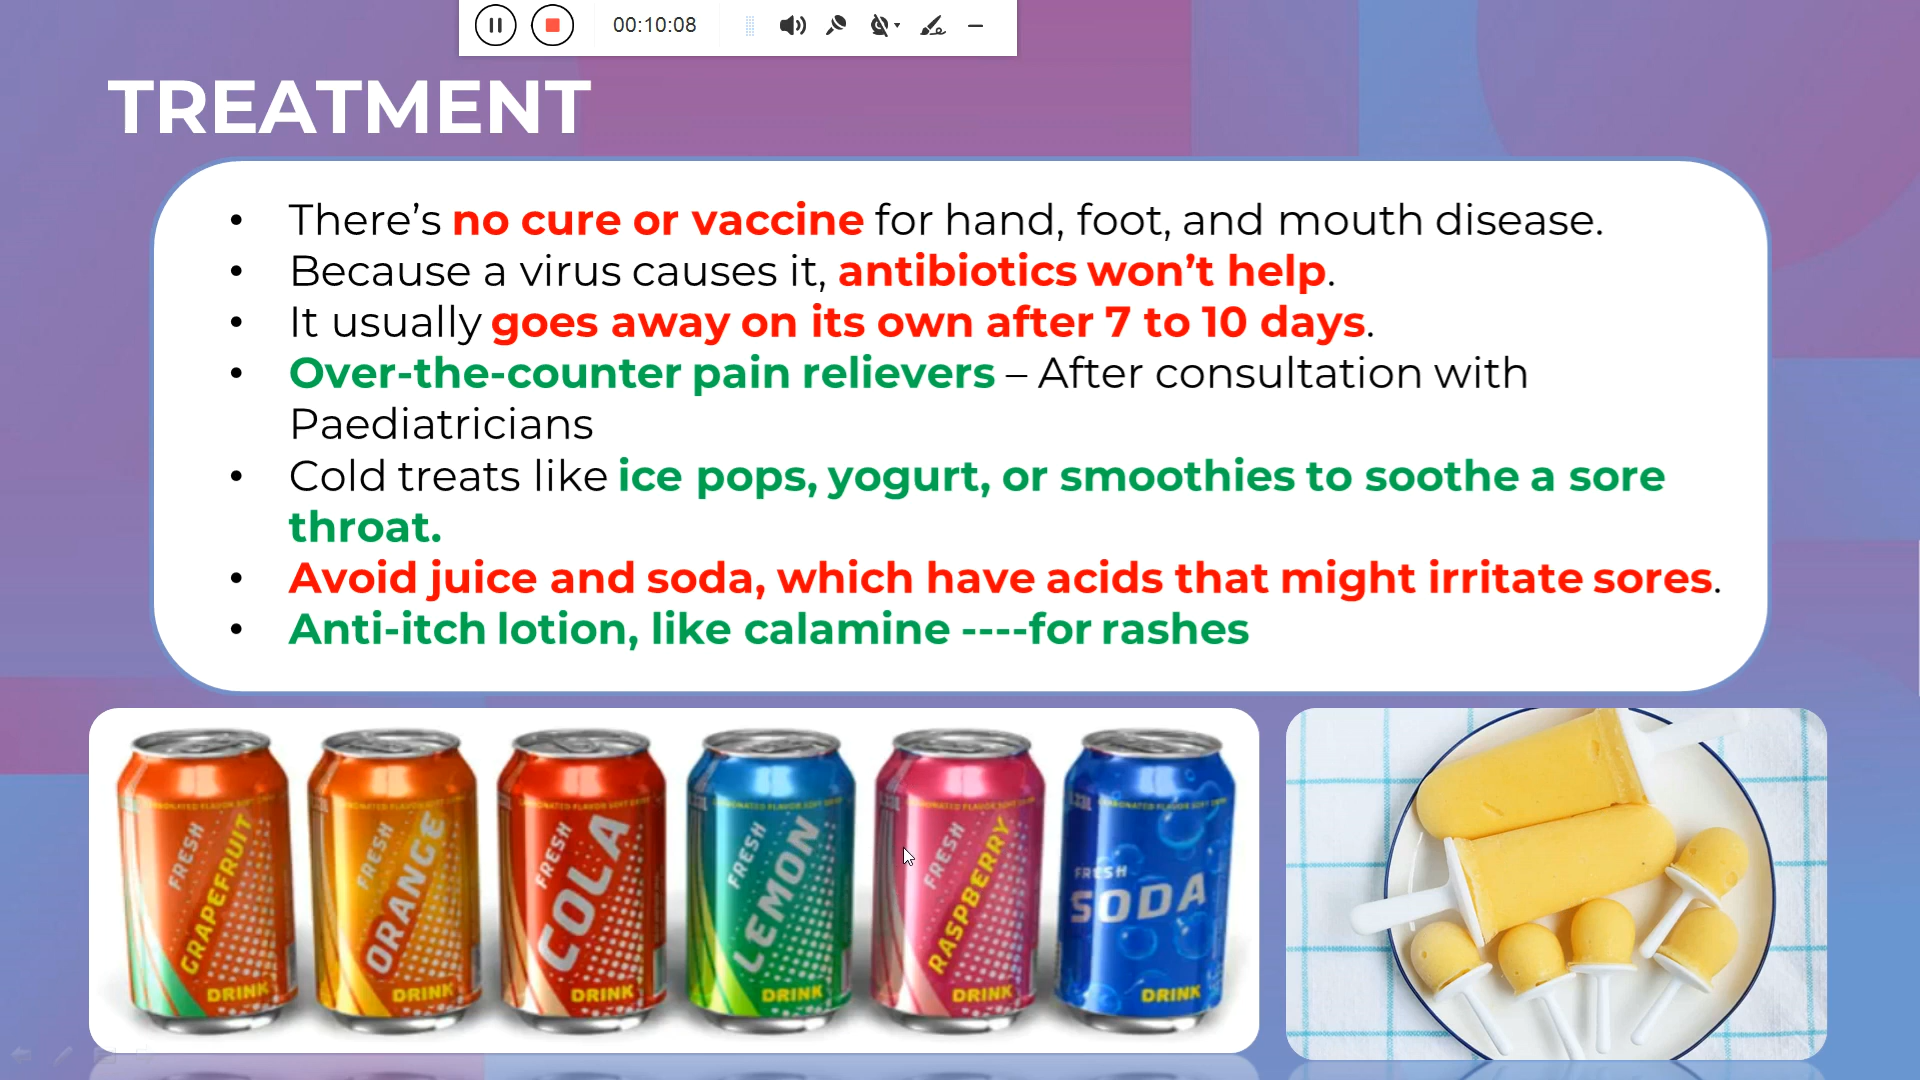 00:10:08
TREATMENT
• There’s no cure or vaccine for hand, foot, and mouth disease.
• Because a virus causes it, antibiotics won’t help.
• It usually goes away on its own after 7 to 10 days.
• Over-the-counter pain relievers – After consultation with
Paediatricians
• Cold treats like ice pops, yogurt, or smoothies to soothe a sore
throat.
• Avoid juice and soda, which have acids that might irritate sores.
• Anti-itch lotion, like calamine ----for rashes
FRESH
GRAPEFRUIT
DRINK
FRESH
ORANGE
DRINK
FRESH
COLA
DRINK
FRESH
LEMON
DRINK
FRESH
RASPBERRY
DRINK
FRESH
SODA
DRINK